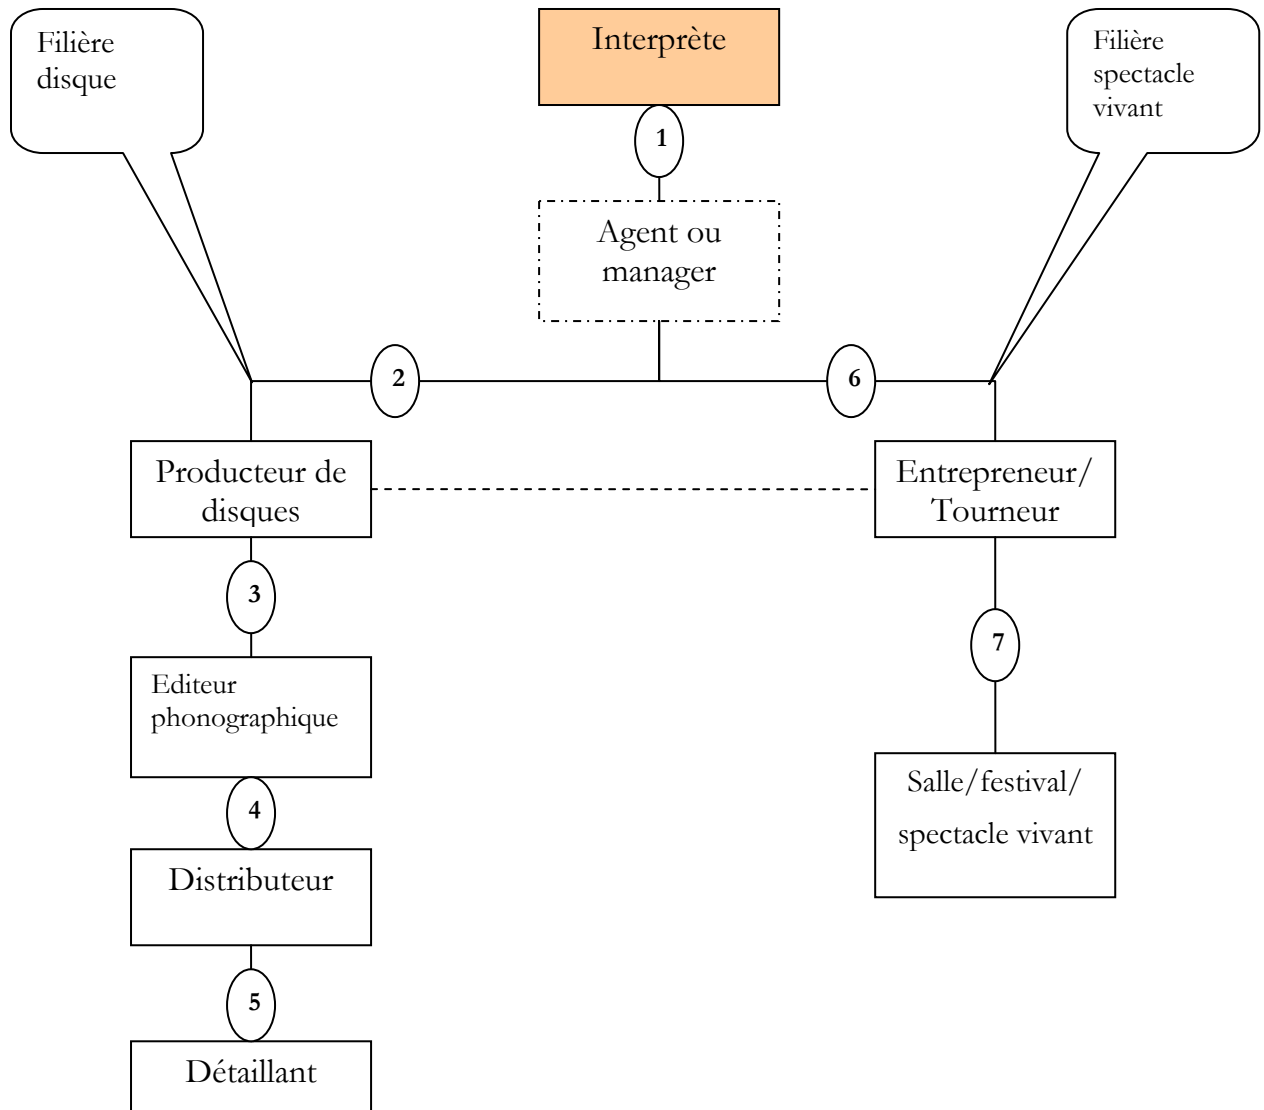 Filière
disque
Interprète
Filière
spectacle
vivant
1
Agent ou
manager
2
6
Producteur de
disques
Entrepreneur/
Tourneur
3
7
Editeur
phonographique
Salle/festival/
spectacle vivant
4
Distributeur
5
Détaillant